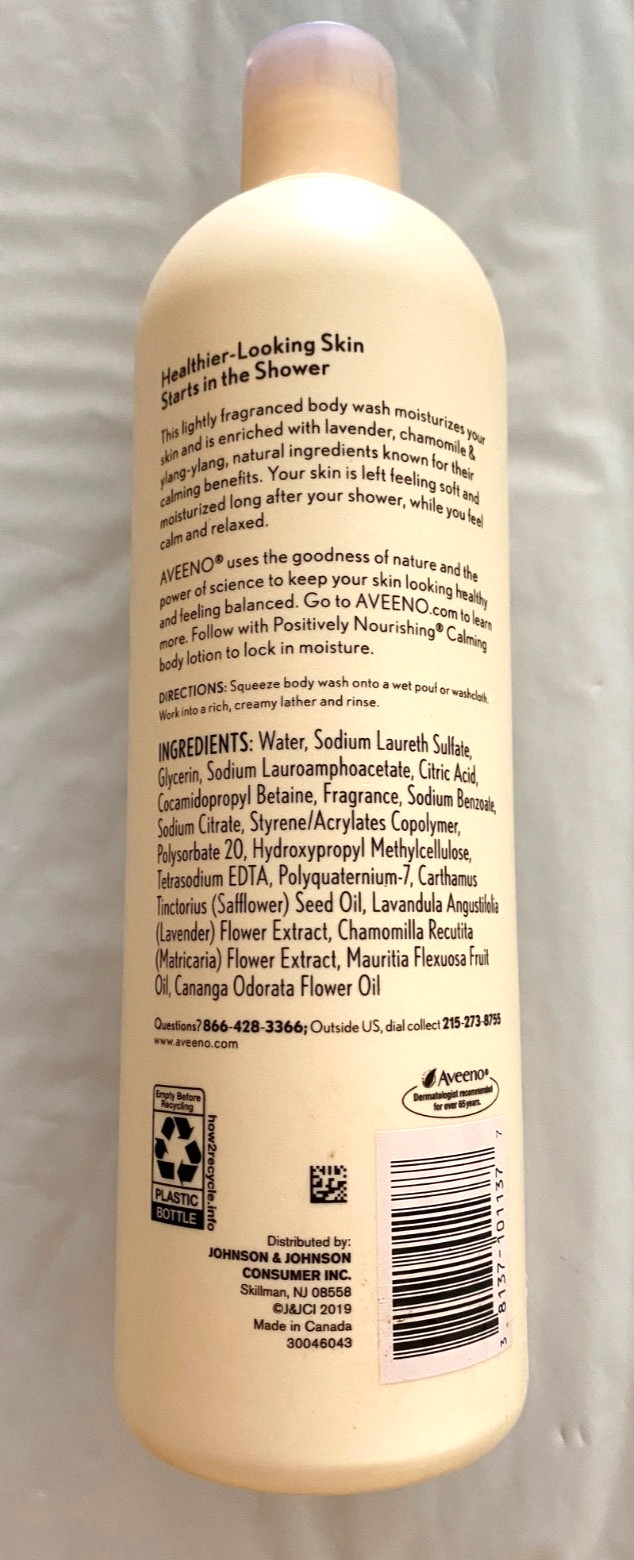 Healthier-Looking Skin
Starts in the Shower
This lightly fragranced body wash moisturizes your
skin and is enriched with lavender, chamomile &
ylang-ylang, natural ingredients known for their
calming benefits. Your skin is left feeling soft and
moisturized long after your shower, while you feel
calm and relaxed.
AVEENO® uses the goodness of nature and the
power of science to keep your skin looking healthy
and feeling balanced. Go to AVEENO.com to learn
more. Follow with Positively Nourishing® Calming
body lotion to lock in moisture.
DIRECTIONS: Squeeze body wash onto a wet pouf or washcloth.
Work into a rich, creamy lather and rinse.
INGREDIENTS: Water, Sodium Laureth Sulfate,
Glycerin, Sodium Lauroamphoacetate, Citric Acid,
Cocamidopropyl Betaine, Fragrance, Sodium Benzoate,
Sodium Citrate, Styrene/Acrylates Copolymer,
Polysorbate 20, Hydroxypropyl Methylcellulose,
Tetrasodium EDTA, Polyquaternium-7, Carthamus
Tinctorius (Safflower) Seed Oil, Lavandula Angustifolia
(Lavender) Flower Extract, Chamomilla Recutita
(Matricaria) Flower Extract, Mauritia Flexuosa Fruit
Oil, Cananga Odorata Flower Oil
Questions? 866-428-3366; Outside US, dial collect 215-273-8755
www.aveeno.com
Empty Before
Recycling
PLASTIC
BOTTLE
how2recycle.info
Aveeno®
Dermatologist recommended
for over 65 years.
Distributed by:
JOHNSON & JOHNSON
CONSUMER INC.
Skillman, NJ 08558
©J&JCI 2019
Made in Canada
30046043
3 8137-101137 7